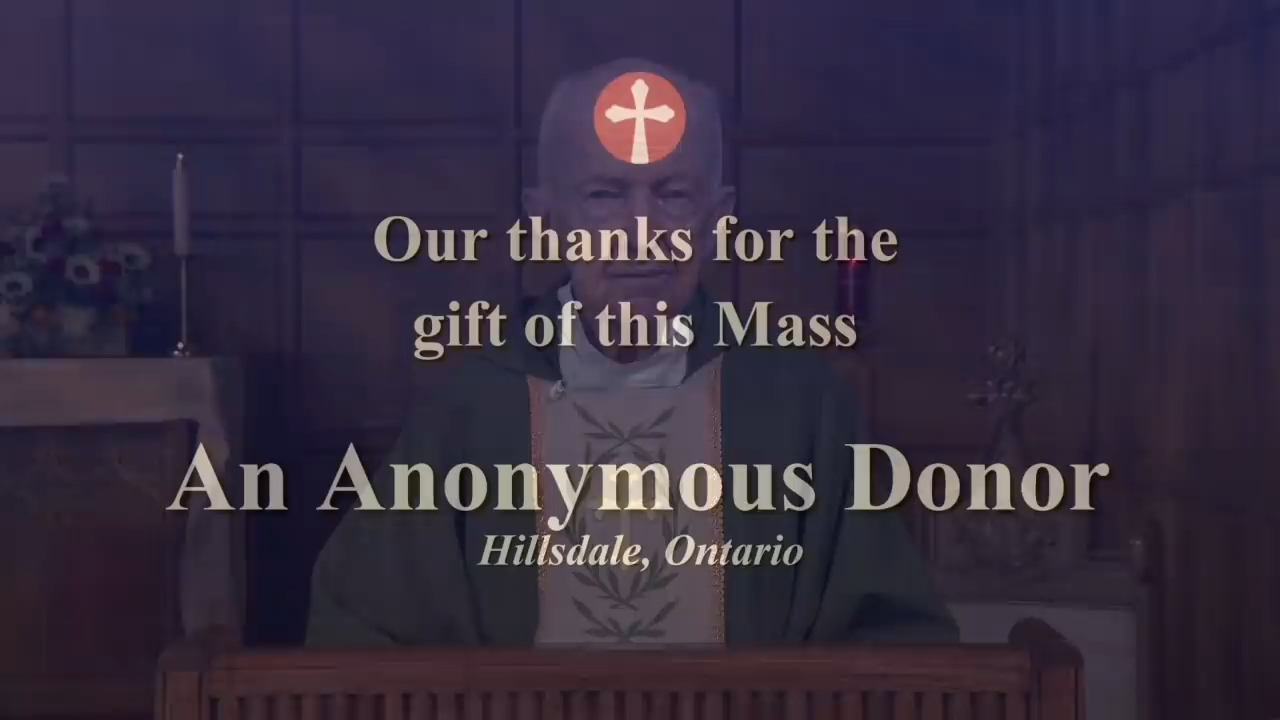 Our thanks for the
gift of this Mass
An Anonymous Donor
Hillsdale, Ontario